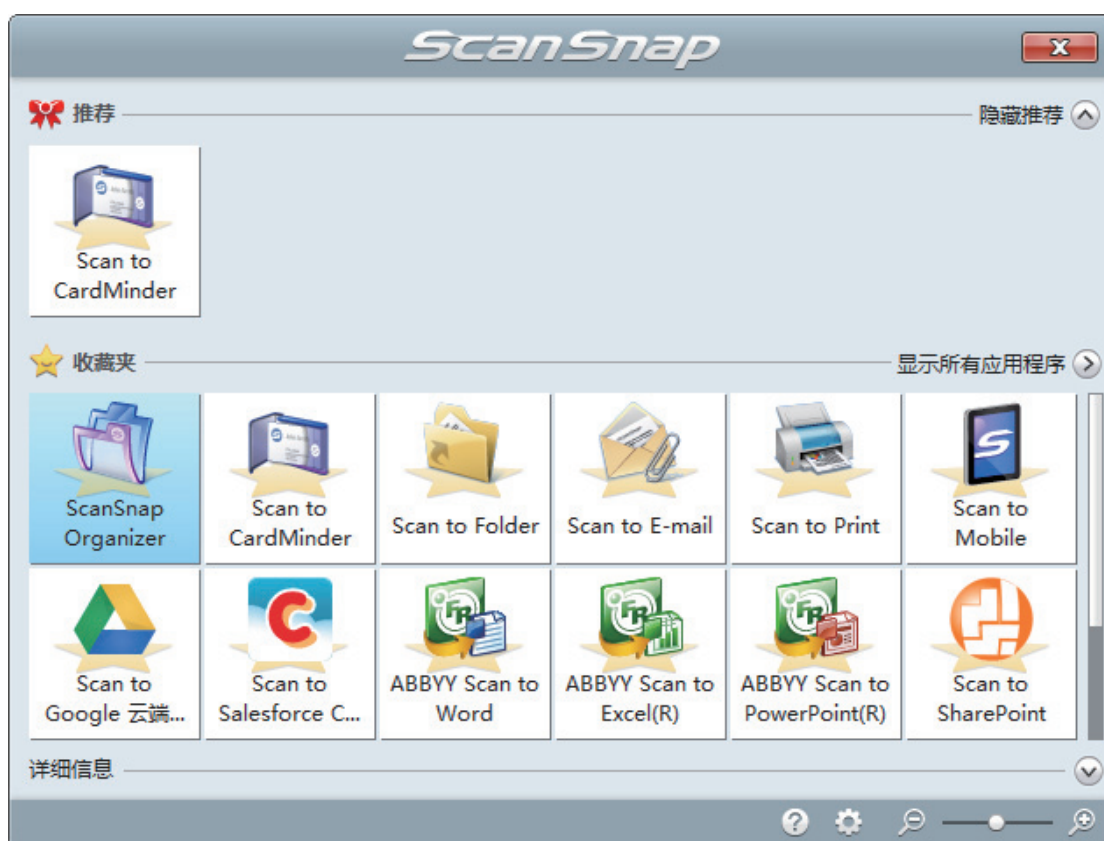 ScanSnap
推荐
隐藏推荐
Scan to
CardMinder
收藏夹
显示所有应用程序
ScanSnap
Organizer
Scan to
CardMinder
Scan to Folder
Scan to E-mail
Scan to Print
Scan to
Mobile
Scan to
Google 云端...
Scan to
Salesforce C...
ABBYY Scan to
Word
ABBYY Scan to
Excel(R)
ABBYY Scan to
PowerPoint(R)
Scan to
SharePoint
详细信息